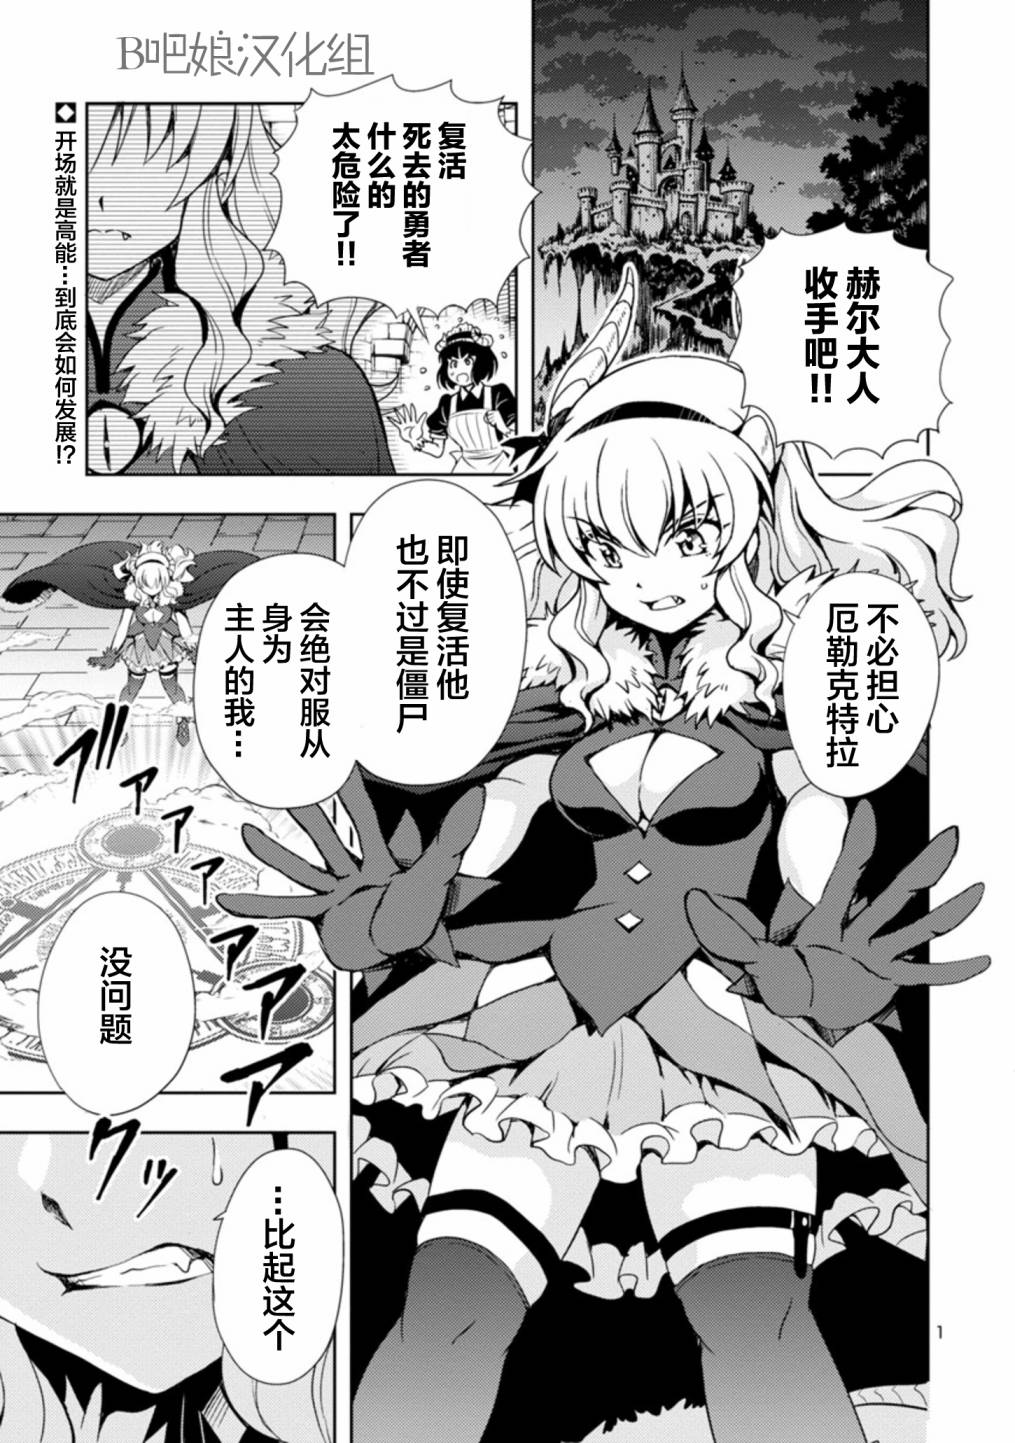 B吧娘汉化组
赫尔大人
收手吧!!
复活
死去的勇者
什么的
太危险了!!
开场就是高能…到底会如何发展!?
不必担心
厄勒克特拉
即使复活他
也不过是僵尸
会绝对服从
身为
主人的我…
ズァァァァァ
没问题
ククッ
…比起这个
1